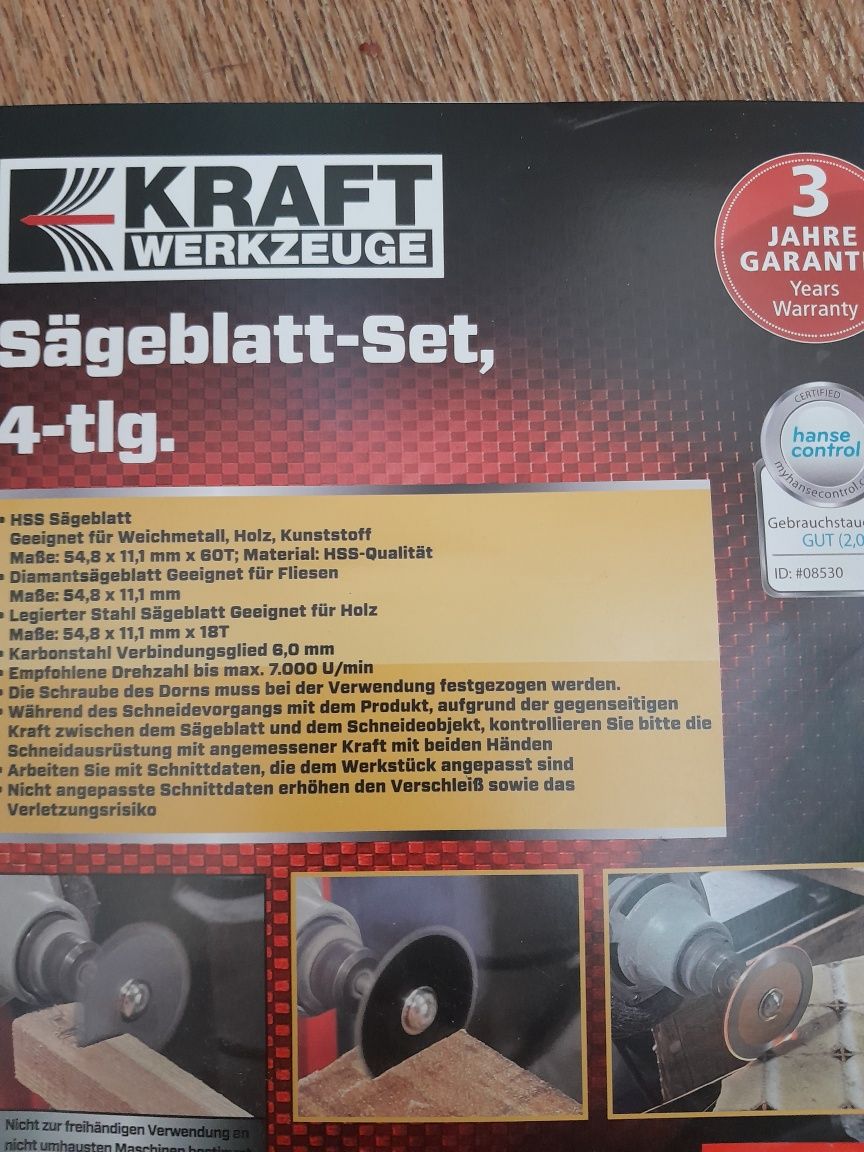 KRAFT
WERKZEUGE
3
JAHRE
Years
Warranty
Sägeblatt-Set,
4-tlg.
CERTIFIED
hanse
control
GUT (2,0
ID: #08530
• HSS Sägeblatt
Geeignet für Weichmetall, Holz, Kunststoff
Maße: 54,8 x 11,1 mm x 60T; Material: HSS-Qualität
• Diamantsägeblatt Geeignet für Fliesen
Maße: 54,8 x 11,1 mm
• Legierter Stahl Sägeblatt Geeignet für Holz
Maße: 54,8 x 11,1 mm x 18T
• Karbonstahl Verbindungsglied 6,0 mm
• Empfohlene Drehzahl bis max. 7.000 U/min
• Die Schraube des Dorns muss bei der Verwendung festgezogen werden.
• Während des Schneidevorgangs mit dem Produkt, aufgrund der gegenseitigen
Kraft zwischen dem Sägeblatt und dem Schneideobjekt, kontrollieren Sie bitte die
Schneidausrüstung mit angemessener Kraft mit beiden Händen
• Arbeiten Sie mit Schnittdaten, die dem Werkstück angepasst sind
• Nicht angepasste Schnittdaten erhöhen den Verschleiß sowie das
Verletzungsrisiko
Nicht zur freihändigen Verwendung an
nicht umhausten Maschinen